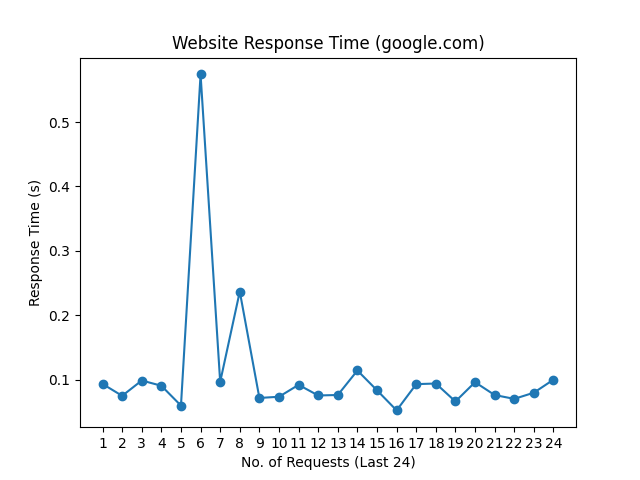 Website Response Time (google.com)
Response Time (s)
0.5
0.4
0.3
0.2
0.1
1 2 3 4 5 6 7 8 9 10 11 12 13 14 15 16 17 18 19 20 21 22 23 24
No. of Requests (Last 24)